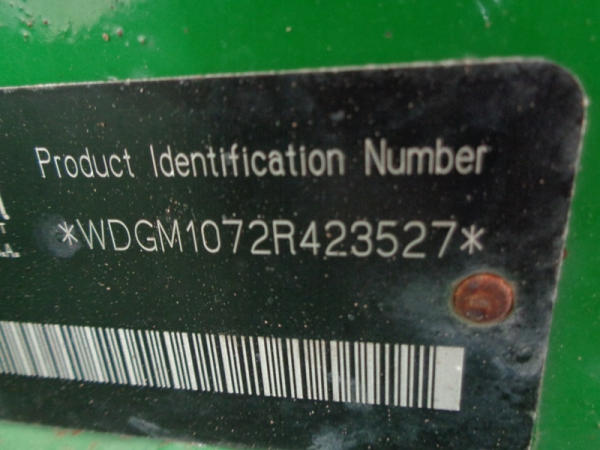 Product Identification Number
*WDGM1072R423527*